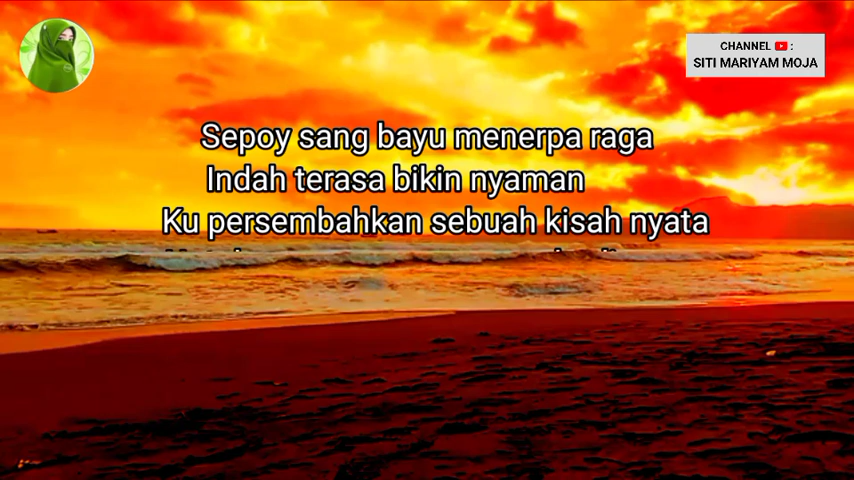 CHANNEL :
SITI MARIYAM MOJA
Sepoy sang bayu menerpa raga
Indah terasa bikin nyaman
Ku persembahkan sebuah kisah nyata